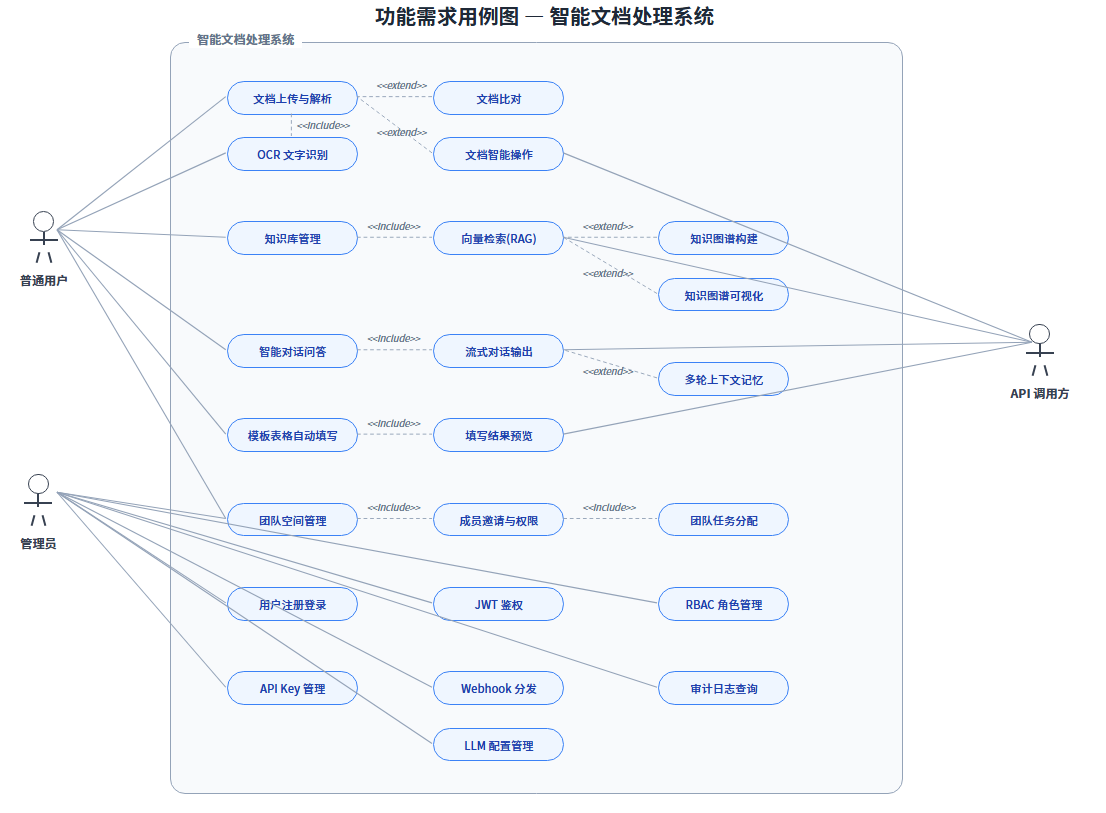 功能需求用例图 — 智能文档处理系统
智能文档处理系统
文档上传与解析
<<extend>>
文档比对
<<Include>>
<<extend>>
OCR 文字识别
文档智能操作
普通用户
知识库管理
<<Include>>
向量检索(RAG)
<<extend>>
知识图谱构建
<<extend>>
知识图谱可视化
API 调用方
智能对话问答
<<Include>>
流式对话输出
<<extend>>
多轮上下文记忆
模板表格自动填写
<<Include>>
填写结果预览
管理员
团队空间管理
<<Include>>
成员邀请与权限
<<Include>>
团队任务分配
用户注册登录
JWT 鉴权
RBAC 角色管理
API Key 管理
Webhook 分发
审计日志查询
LLM 配置管理